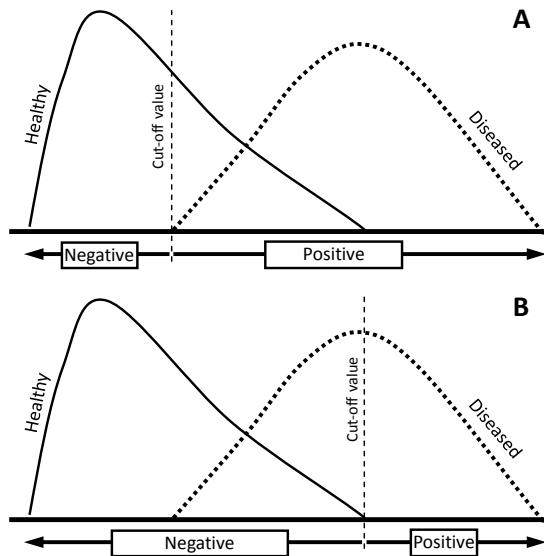 A
Healthy
Cut-off value
Diseased
Negative
Positive
B
Healthy
Cut-off value
Diseased
Negative
Positive